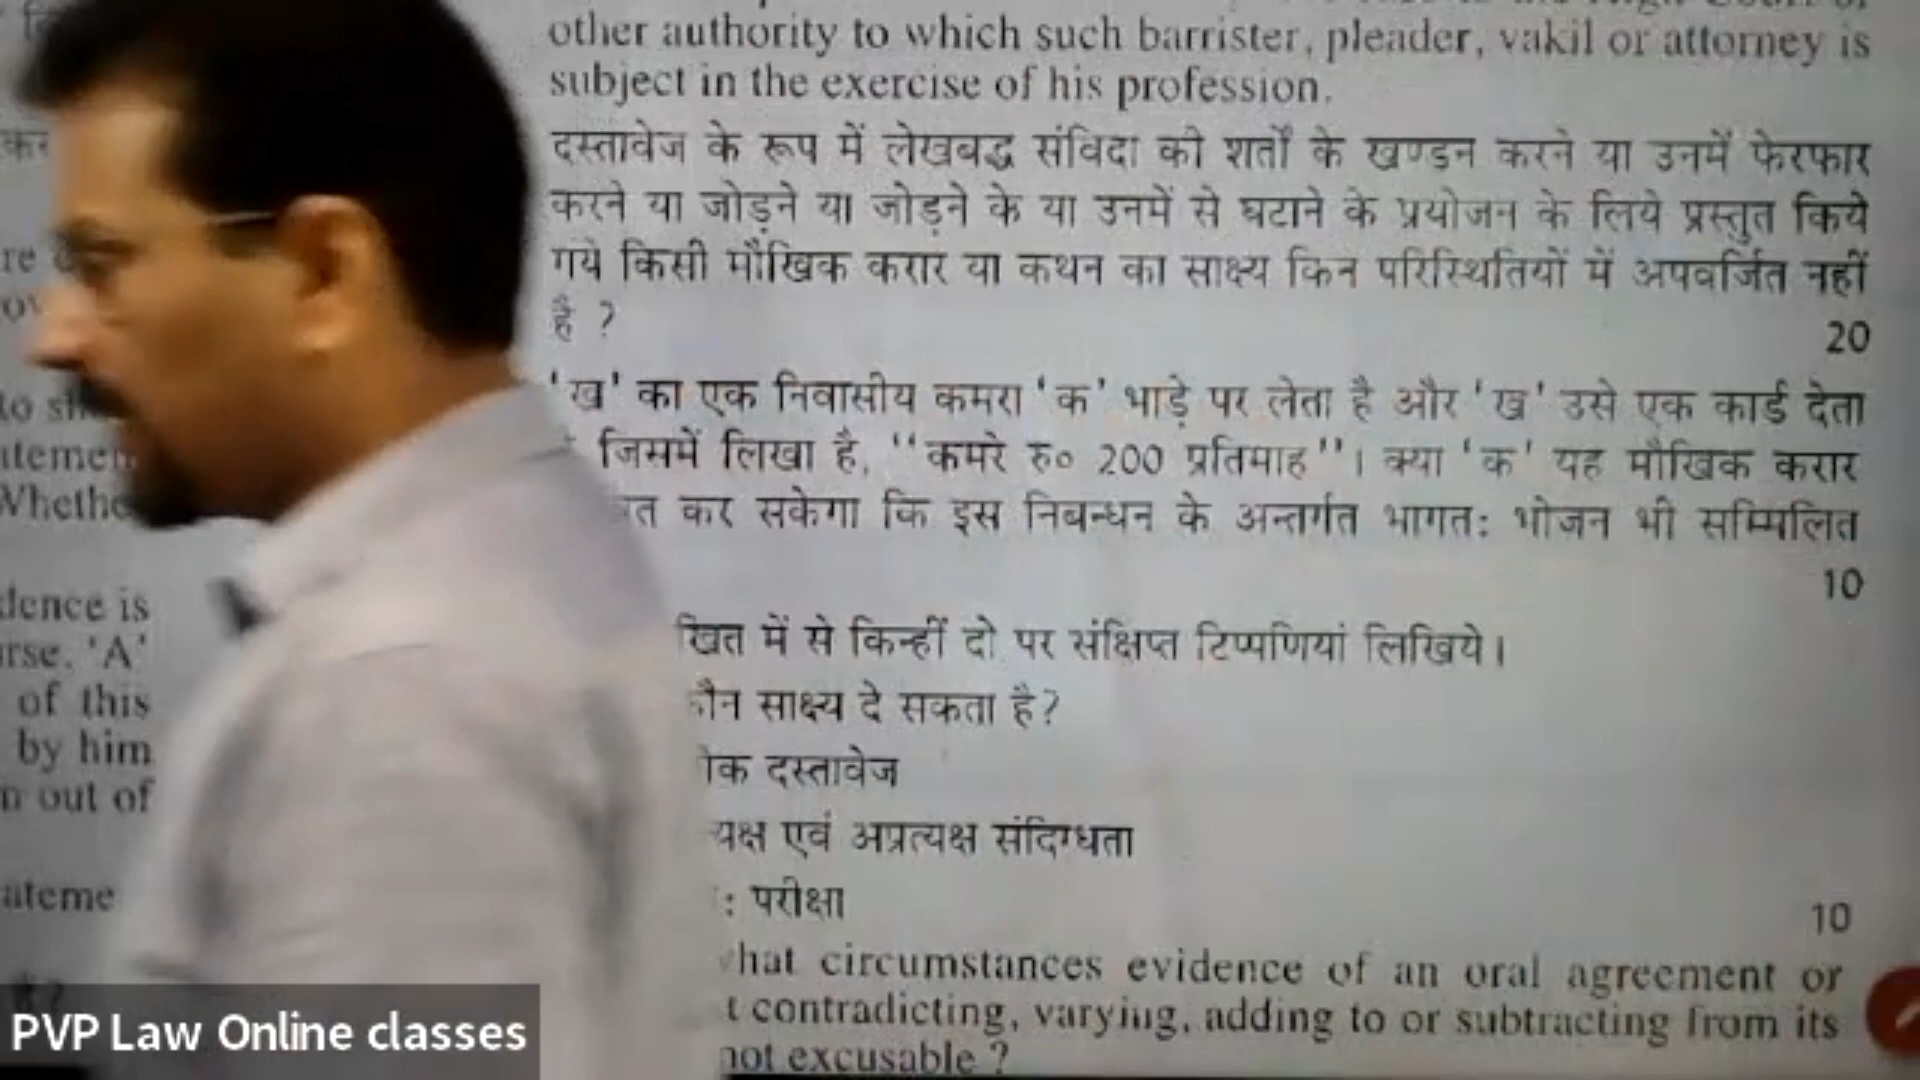 other authority to which such barrister, pleader, vakil or attorney is
subject in the exercise of his profession.
दस्तावेज के रूप में लेखबद्ध संविदा की शर्तों के खण्डन करने या उनमें फेरफार
करने या जोड़ने या जोड़ने के या उनमें से घटाने के प्रयोजन के लिये प्रस्तुत किये
गये किसी मौखिक करार या कथन का साक्ष्य किन परिस्थितियों में अपवर्जित नहीं
है ?
20
'ख' का एक निवासीय कमरा 'क' भाड़े पर लेता है और 'ख' उसे एक कार्ड देता
जिसमें लिखा है, "कमरे रु० 200 प्रतिमाह"। क्या 'क' यह मौखिक करार
कर सकेगा कि इस निबन्धन के अन्तर्गत भागतः भोजन भी सम्मिलित
10
में से किन्हीं दो पर संक्षिप्त टिप्पणियां लिखिये।
साक्ष्य दे सकता है?
दस्तावेज
एवं अप्रत्यक्ष संदिग्धता
: परीक्षा
10
circumstances evidence of an oral agreement or
contradicting, varying, adding to or subtracting from its
not excusable ?
is
'A'
of this
by him
out of
PVP Law Online classes